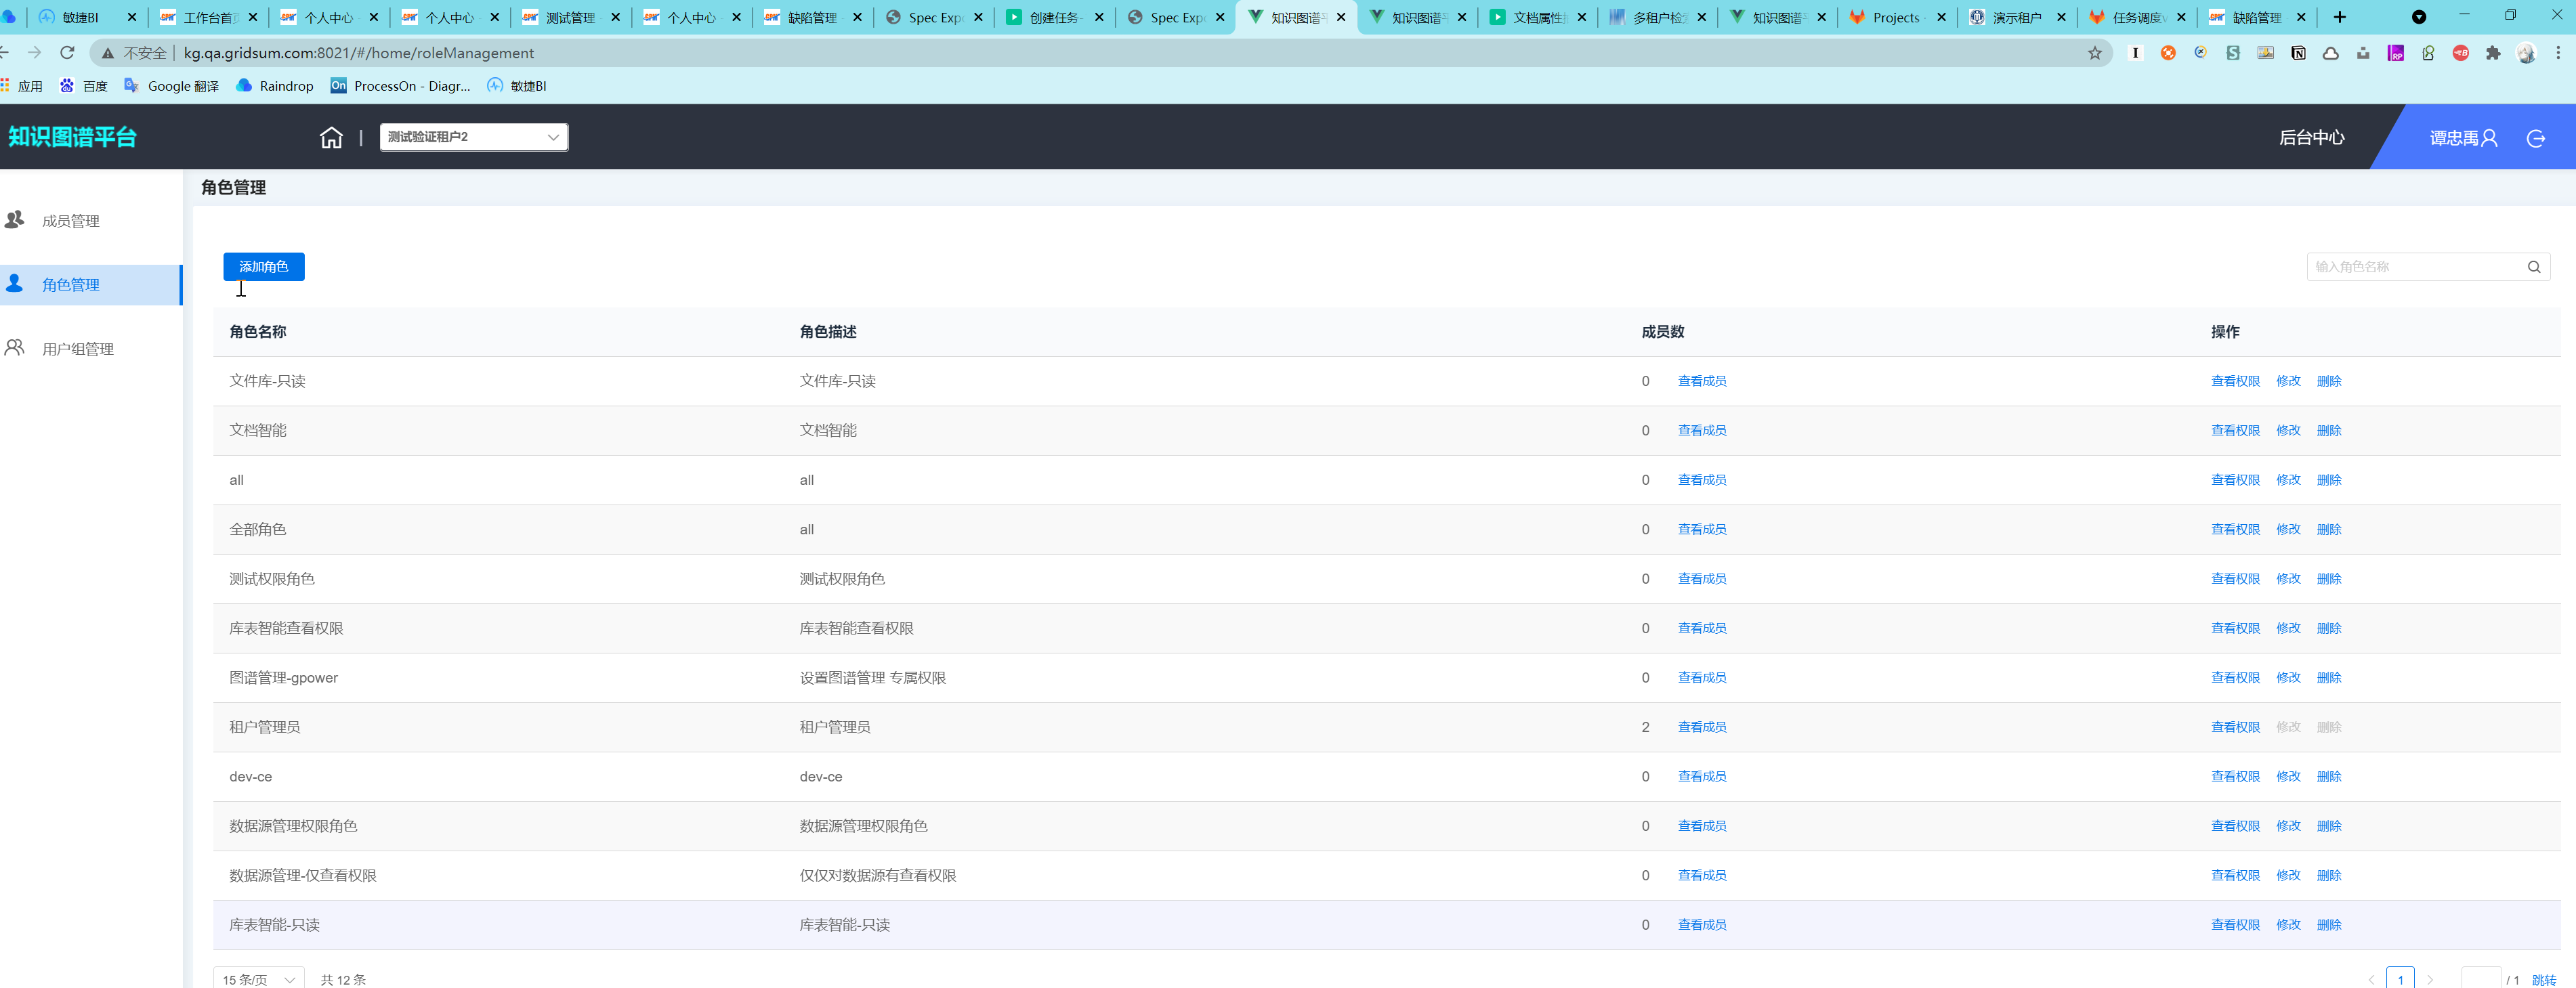 敏捷BI
工作台首
个人中心
个人中心
测试管理
个人中心
缺陷管理
Spec Exp
创建任务-
Spec Exp
知识图谱
知识图谱
文档属性
多租户检
知识图谱
Projects
演示租户
任务调度
缺陷管理
不安全 | kg.qa.gridsum.com:8021/#/home/roleManagement
应用 百度 Google 翻译 Raindrop ProcessOn - Diagr... 敏捷BI
知识图谱平台 | 测试验证租户2 后台中心 谭忠禹
角色管理
成员管理
角色管理
用户组管理
添加角色 输入角色名称
角色名称 角色描述 成员数 操作
文件库-只读 文件库-只读 0 查看成员 查看权限 修改 删除
文档智能 文档智能 0 查看成员 查看权限 修改 删除
all all 0 查看成员 查看权限 修改 删除
全部角色 all 0 查看成员 查看权限 修改 删除
测试权限角色 测试权限角色 0 查看成员 查看权限 修改 删除
库表智能查看权限 库表智能查看权限 0 查看成员 查看权限 修改 删除
图谱管理-gpower 设置图谱管理 专属权限 0 查看成员 查看权限 修改 删除
租户管理员 租户管理员 2 查看成员 查看权限 修改 删除
dev-ce dev-ce 0 查看成员 查看权限 修改 删除
数据源管理权限角色 数据源管理权限角色 0 查看成员 查看权限 修改 删除
数据源管理-仅查看权限 仅仅对数据源有查看权限 0 查看成员 查看权限 修改 删除
库表智能-只读 库表智能-只读 0 查看成员 查看权限 修改 删除
15 条/页 共 12 条 1 / 1 跳转